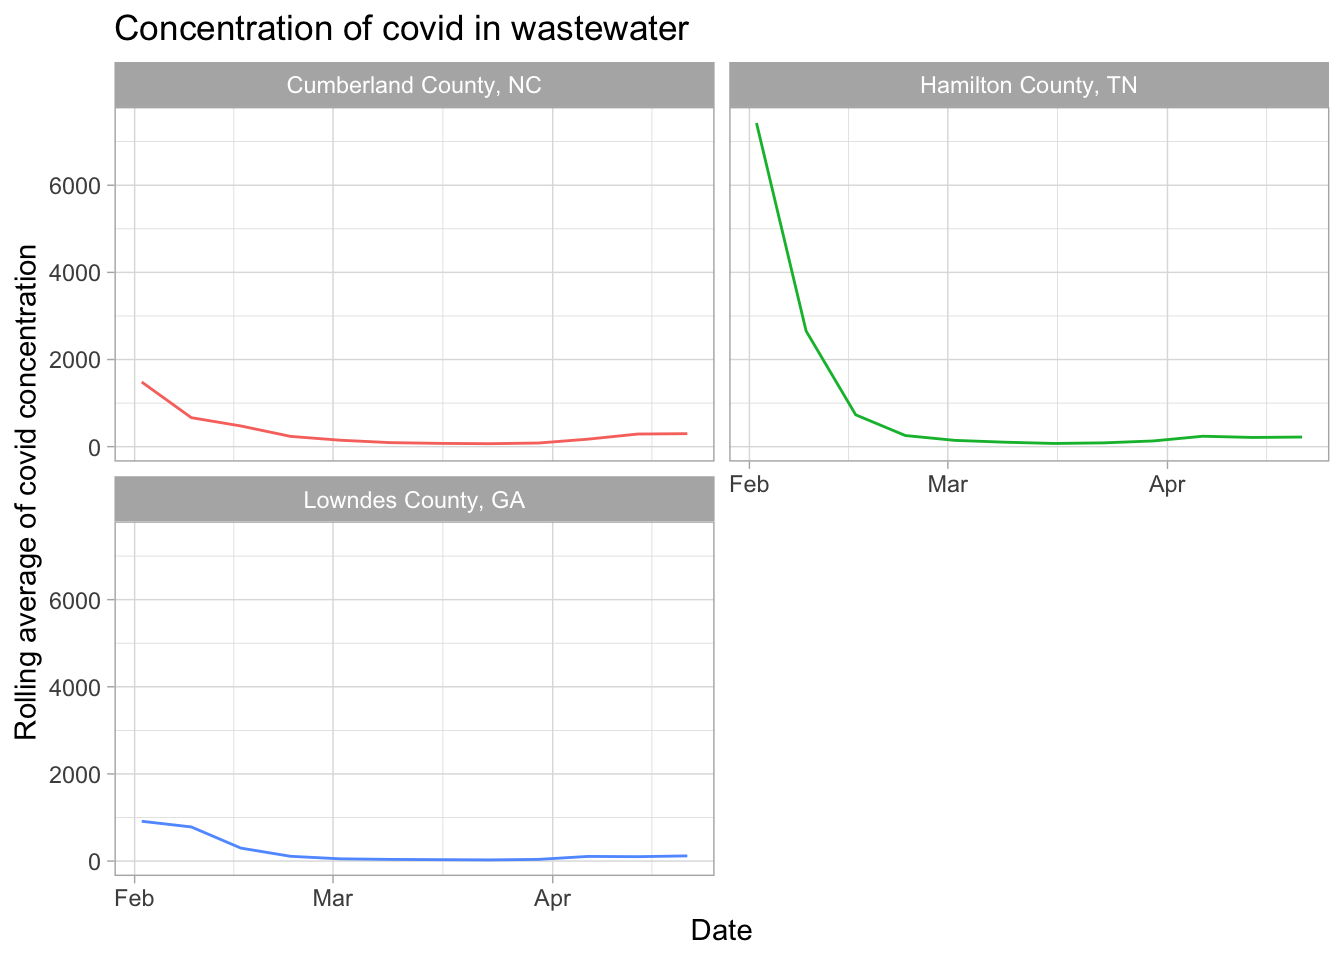 Concentration of covid in wastewater
Cumberland County, NC
Hamilton County, TN
6000
4000
2000
0
Feb Mar Apr
Lowndes County, GA
6000
4000
2000
0
Feb Mar Apr
Rolling average of covid concentration
Date